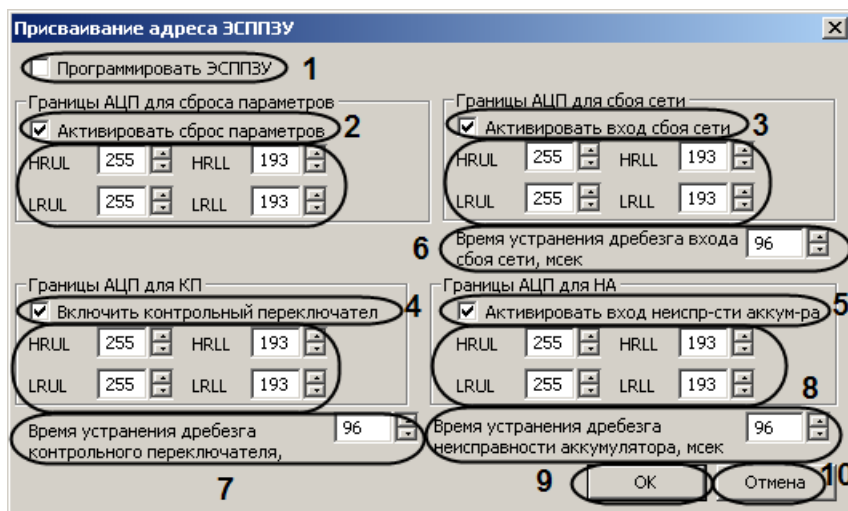 Присваивание адреса ЭСППЗУ
Программировать ЭСППЗУ 1
Границы АЦП для сброса параметров
Активировать сброс параметров 2
HRUL 255 HRLL 193
LRUL 255 LRLL 193
Границы АЦП для сбоя сети
Активировать вход сбоя сети 3
HRUL 255 HRLL 193
LRUL 255 LRLL 193
6 Время устранения дребезга входа 96
сбоя сети, мсек
Границы АЦП для КП
Включить контрольный переключател 4
HRUL 255 HRLL 193
LRUL 255 LRLL 193
Границы АЦП для НА
Активировать вход неиспр-сти аккум-ра 5
HRUL 255 HRLL 193
LRUL 255 LRLL 193
8
Время устранения дребезга 96
контрольного переключателя,
7
Время устранения дребезга 96
неисправности аккумулятора, мсек
9 OK Отмена 10